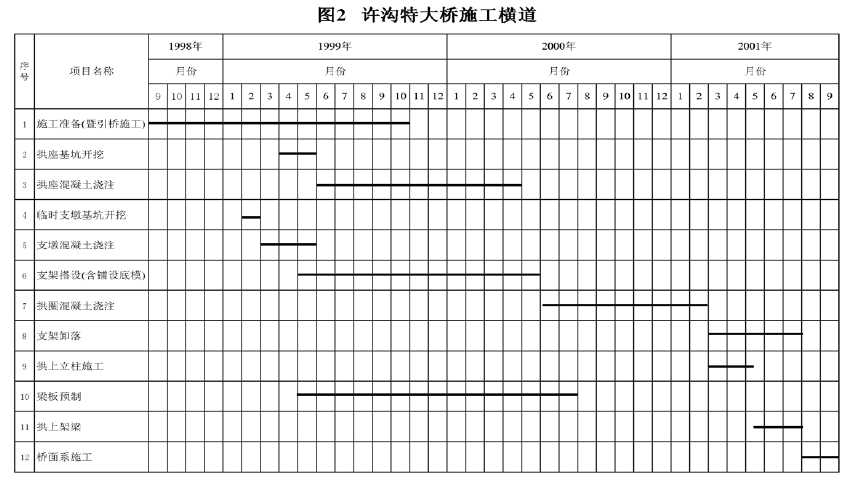 图2 许沟特大桥施工横道
序号 项目名称 1998年 1999年 2000年 2001年
月份 月份 月份 月份
9 10 11 12 1 2 3 4 5 6 7 8 9 10 11 12 1 2 3 4 5 6 7 8 9 10 11 12 1 2 3 4 5 6 7 8 9
1 施工准备(暨引桥施工)
2 拱座基坑开挖
3 拱座混凝土浇注
4 临时支墩基坑开挖
5 支墩混凝土浇注
6 支架搭设(含铺设底模)
7 拱圈混凝土浇注
8 支架卸落
9 拱上立柱施工
10 梁板预制
11 拱上架梁
12 桥面系施工